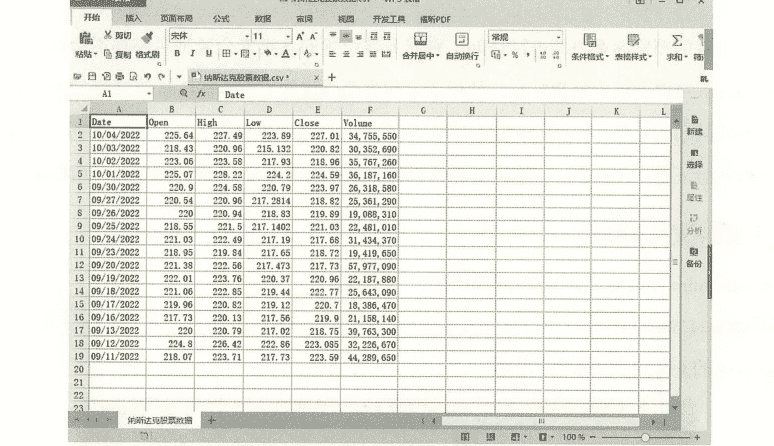 开始 插入 页面布局 公式 数据 审阅 视图 开发工具 福昕PDF
剪切 宋体 11 常规
粘贴 复制 格式刷 B I U 合并居中 自动换行 条件格式 表格样式 求和
纳斯达克股票数据.csv *
A1 fx Date
A B C D E F G H I J K L
1 Date Open High Low Close Volume
2 10/04/2022 225.64 227.49 223.89 227.01 34,755,550
3 10/03/2022 218.43 220.96 215.132 220.82 30,352,690
4 10/02/2022 223.06 223.58 217.93 218.96 35,767,260
5 10/01/2022 225.07 228.22 224.2 224.59 36,187,160
6 09/30/2022 220.9 224.58 220.79 223.97 26,318,580
7 09/27/2022 220.54 220.96 217.2814 218.82 25,361,290
8 09/26/2022 220 220.94 218.83 219.89 19,088,310
9 09/25/2022 218.55 221.5 217.1402 221.03 22,481,010
10 09/24/2022 221.03 222.49 217.19 217.68 31,434,370
11 09/23/2022 218.95 219.84 217.65 218.72 19,419,650
12 09/20/2022 221.38 222.56 217.473 217.73 57,977,090
13 09/19/2022 222.01 223.76 220.37 220.96 22,187,880
14 09/18/2022 221.06 222.85 219.44 222.77 25,643,090
15 09/17/2022 219.96 220.82 219.12 220.7 18,386,470
16 09/16/2022 217.73 220.13 217.56 219.9 21,158,140
17 09/13/2022 220 220.79 217.02 218.75 39,763,300
18 09/12/2022 224.8 226.42 222.86 223.085 32,226,670
19 09/11/2022 218.07 223.71 217.73 223.59 44,289,650
20
21
22
23
新建
选择
属性
分析
备份
纳斯达克股票数据
100 %